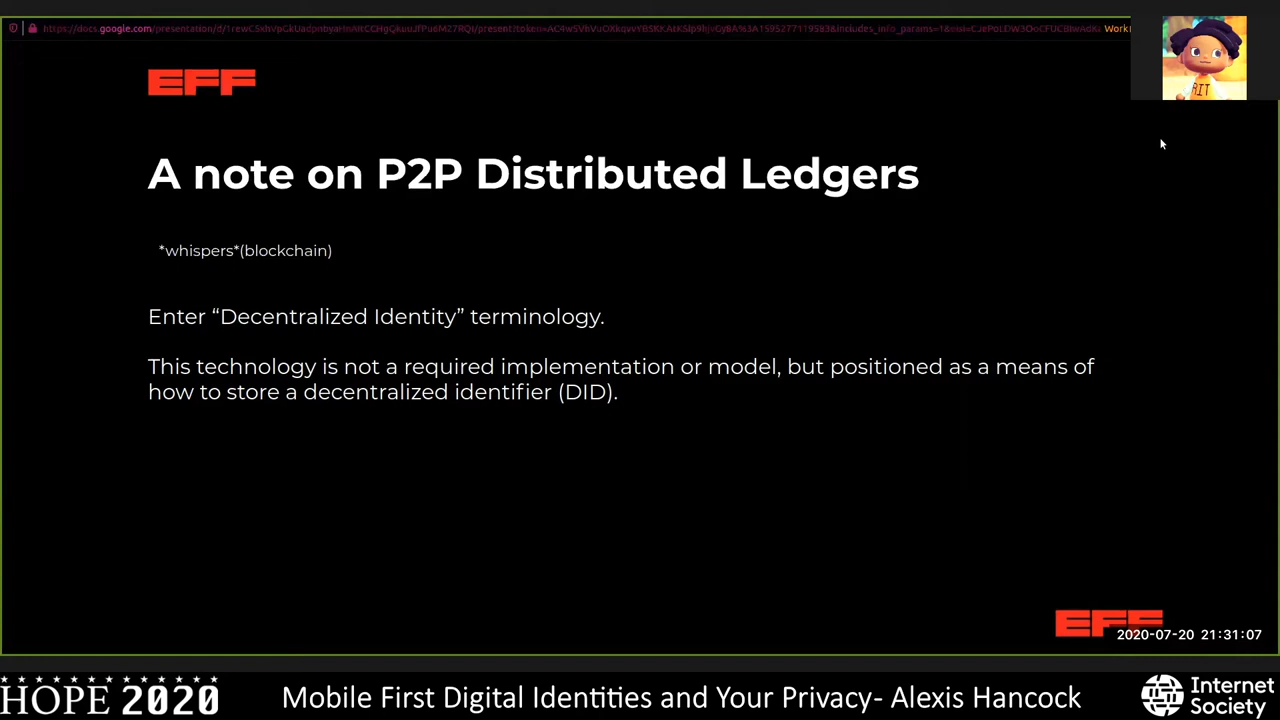 EFF
RIT
A note on P2P Distributed Ledgers
*whispers*(blockchain)
Enter “Decentralized Identity” terminology.
This technology is not a required implementation or model, but positioned as a means of
how to store a decentralized identifier (DID).
EFF
2020-07-20 21:31:07
HOPE 2020
Mobile First Digital Identities and Your Privacy- Alexis Hancock
Internet
Society